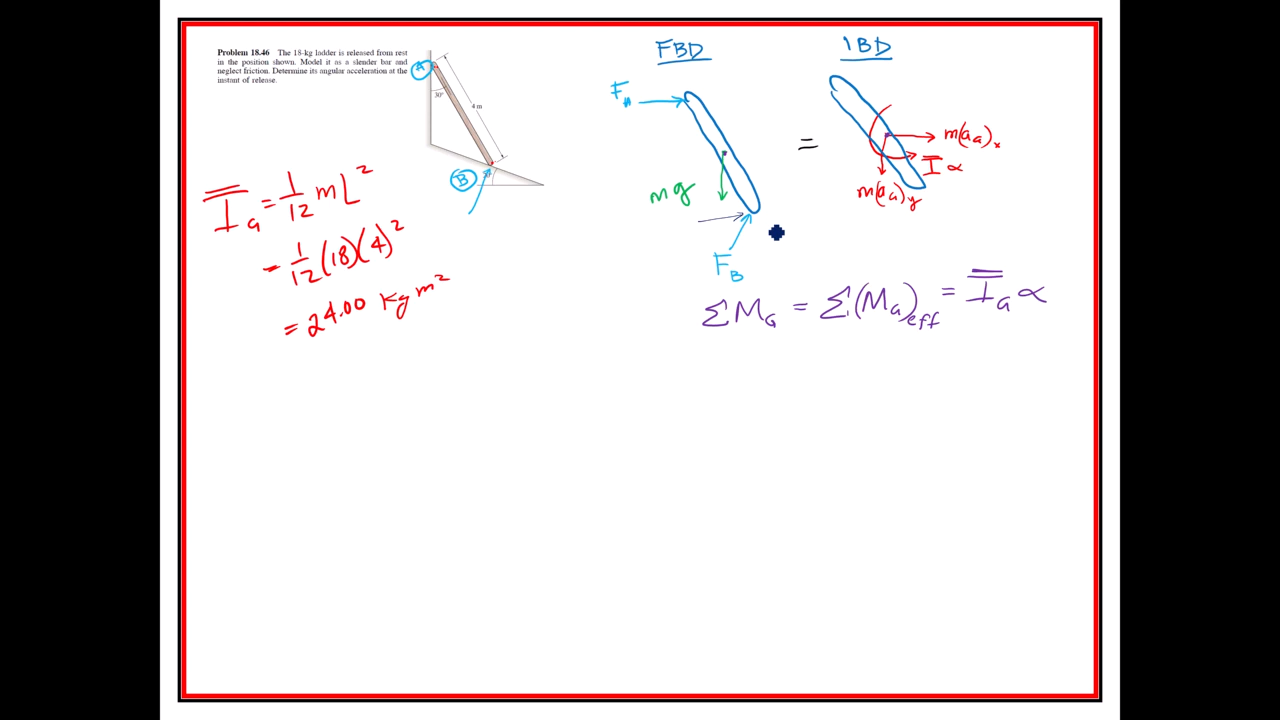 Problem 18.46 The 18-kg ladder is released from rest
in the position shown. Model it as a slender bar and
neglect friction. Determine its angular acceleration at the
instant of release.
A
30°
4 m
B
I_G = 1/12 mL²
= 1/12 (18)(4)²
= 24.00 kg m²
FBD
F_A
mg
F_B
=
IBD
m(a_G)_x
I α
m(a_G)_y
ΣM_G = Σ(M_G)_eff = I_G α